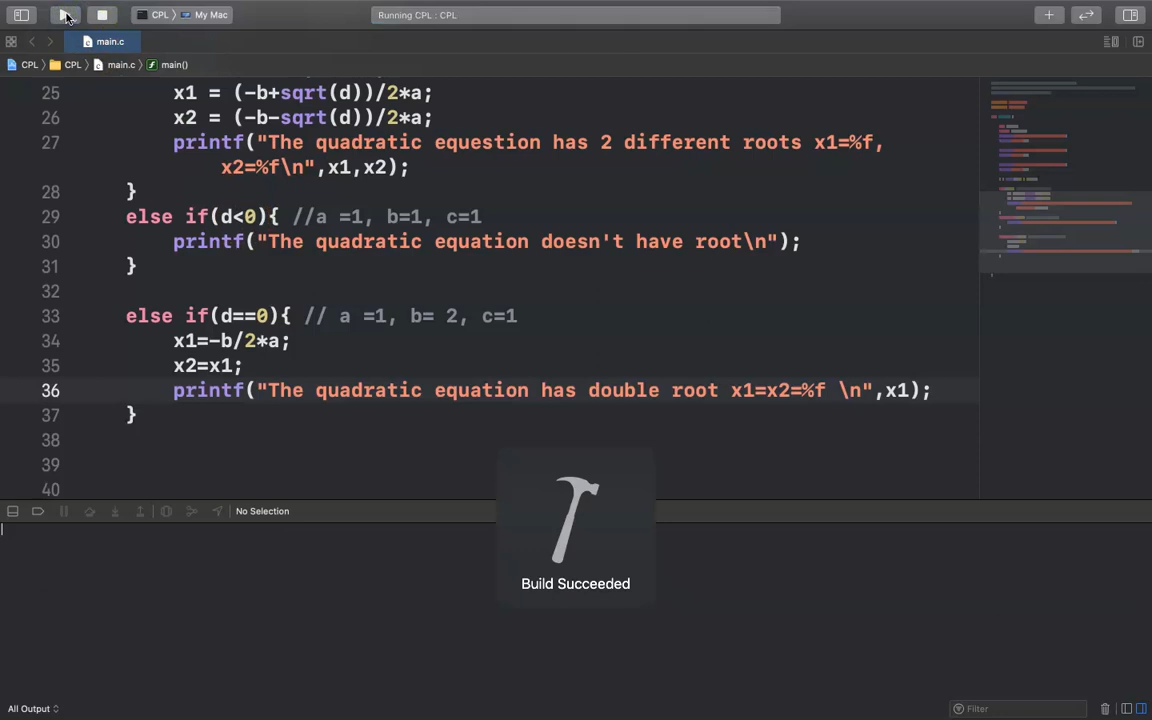 CPL 〉 My Mac
Running CPL : CPL
main.c
CPL 〉 CPL 〉 main.c 〉 main()
25 x1 = (-b+sqrt(d))/2*a;
26 x2 = (-b-sqrt(d))/2*a;
27 printf("The quadratic equestion has 2 different roots x1=%f,
x2=%f\n",x1,x2);
28 }
29 else if(d<0){ //a =1, b=1, c=1
30 printf("The quadratic equation doesn't have root\n");
31 }
32
33 else if(d==0){ // a =1, b= 2, c=1
34 x1=-b/2*a;
35 x2=x1;
36 printf("The quadratic equation has double root x1=x2=%f \n",x1);
37 }
38
39
40
No Selection
Build Succeeded
All Output
Filter